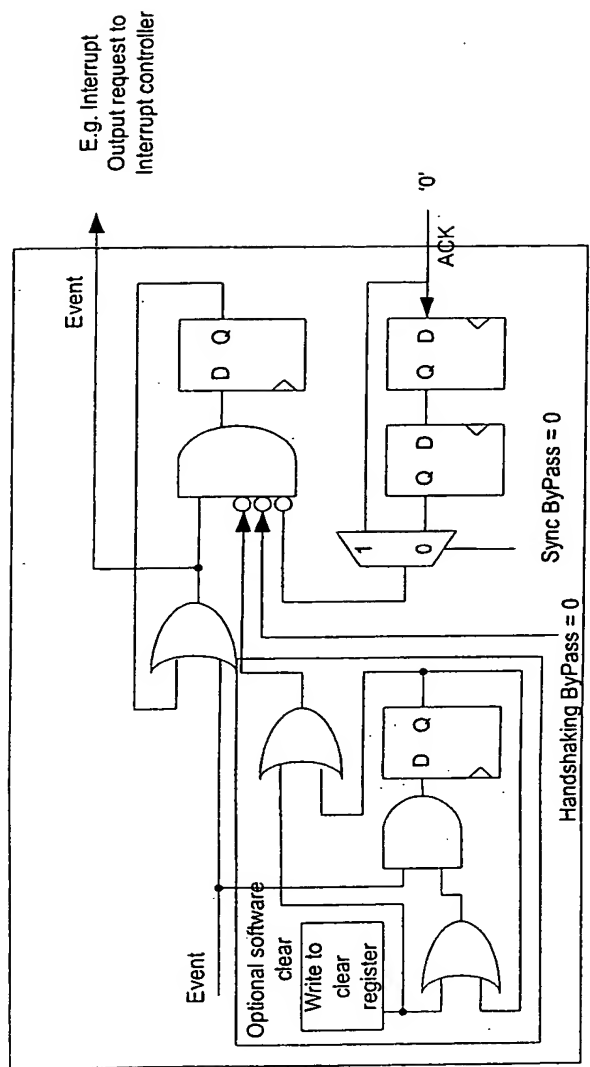 E.g. Interrupt
Output request to
Interrupt controller
Event
D Q
'0'
ACK
Q D
Q D
1
0
Sync ByPass = 0
Handshaking ByPass = 0
D Q
Event
Optional software
clear
Write to
clear
register